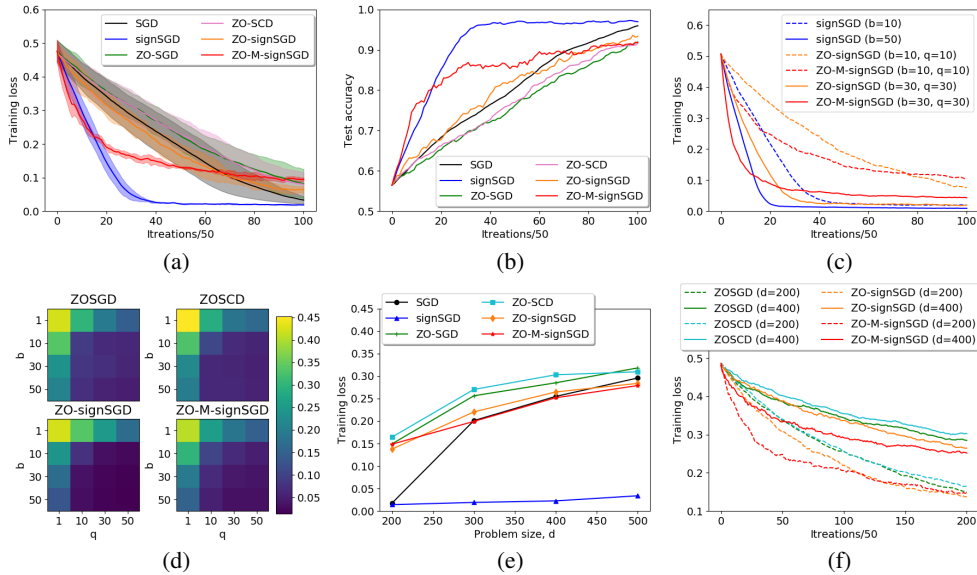 0.6
0.5
0.4
0.3
0.2
0.1
0.0
Training loss
SGD
signSGD
ZO-SGD
ZO-SCD
ZO-signSGD
ZO-M-signSGD
0 20 40 60 80 100
Itreations/50
(a)
1.0
0.9
0.8
0.7
0.6
0.5
Test accuracy
SGD
signSGD
ZO-SGD
ZO-SCD
ZO-signSGD
ZO-M-signSGD
0 20 40 60 80 100
Itreations/50
(b)
0.6
0.5
0.4
0.3
0.2
0.1
0.0
Training loss
signSGD (b=10)
signSGD (b=50)
ZO-signSGD (b=10, q=10)
ZO-M-signSGD (b=10, q=10)
ZO-signSGD (b=30, q=30)
ZO-M-signSGD (b=30, q=30)
0 20 40 60 80 100
Itreations/50
(c)
ZOSGD
ZOSCD
1
10
30
50
b
b
ZO-signSGD
ZO-M-signSGD
1
10
30
50
b
b
1 10 30 50
1 10 30 50
q
q
0.45
0.40
0.35
0.30
0.25
0.20
0.15
0.10
0.05
(d)
SGD
signSGD
ZO-SGD
ZO-SCD
ZO-signSGD
ZO-M-signSGD
0.45
0.40
0.35
0.30
0.25
0.20
0.15
0.10
0.05
0.00
Training loss
200 250 300 350 400 450 500
Problem size, d
(e)
ZOSGD (d=200)
ZOSGD (d=400)
ZOSCD (d=200)
ZOSCD (d=400)
ZO-signSGD (d=200)
ZO-signSGD (d=400)
ZO-M-signSGD (d=200)
ZO-M-signSGD (d=400)
0.5
0.4
0.3
0.2
0.1
Training loss
0 50 100 150 200
Itreations/50
(f)